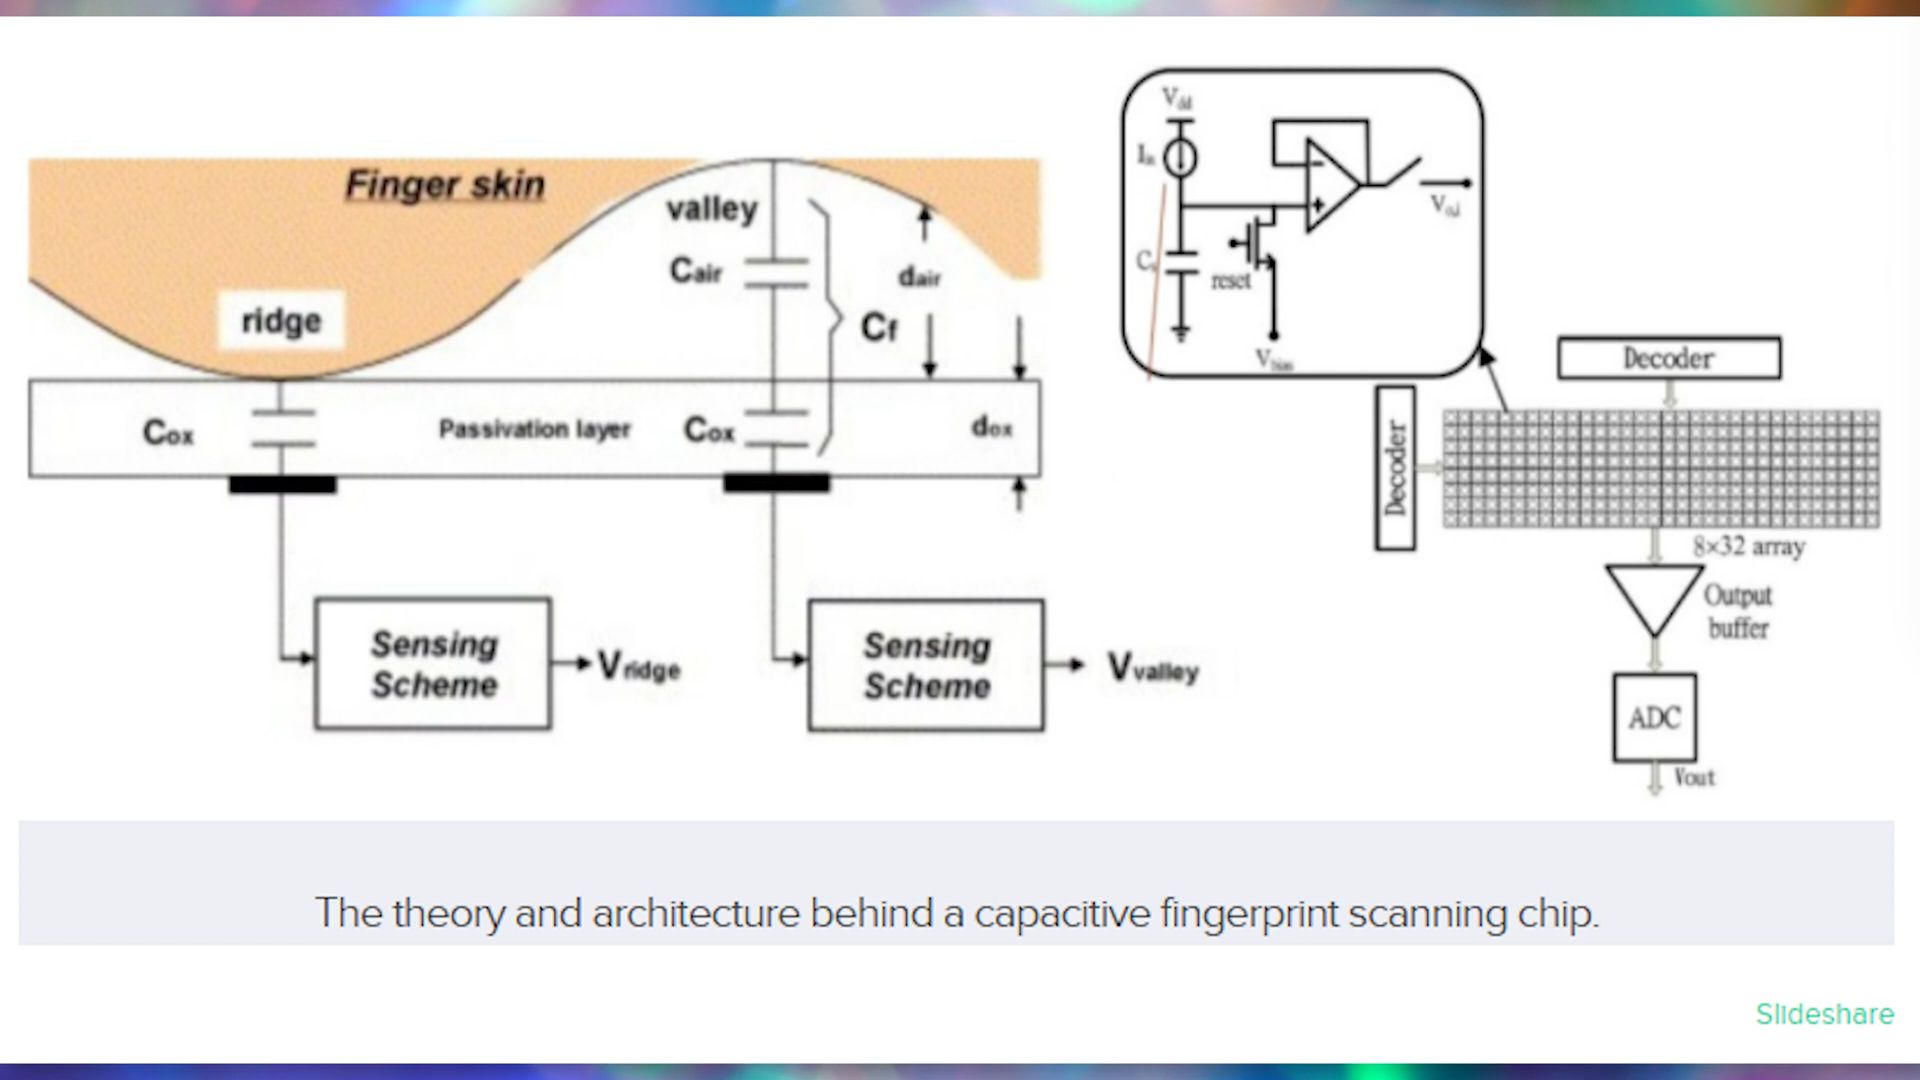 Finger skin
valley
ridge
Cair
dair
Cf
Cox
Passivation layer
Cox
dox
Sensing
Scheme
Vridge
Sensing
Scheme
Vvalley
Vdd
reset
Vbias
Decoder
Decoder
8×32 array
Output
buffer
ADC
Vout
The theory and architecture behind a capacitive fingerprint scanning chip.
Slideshare